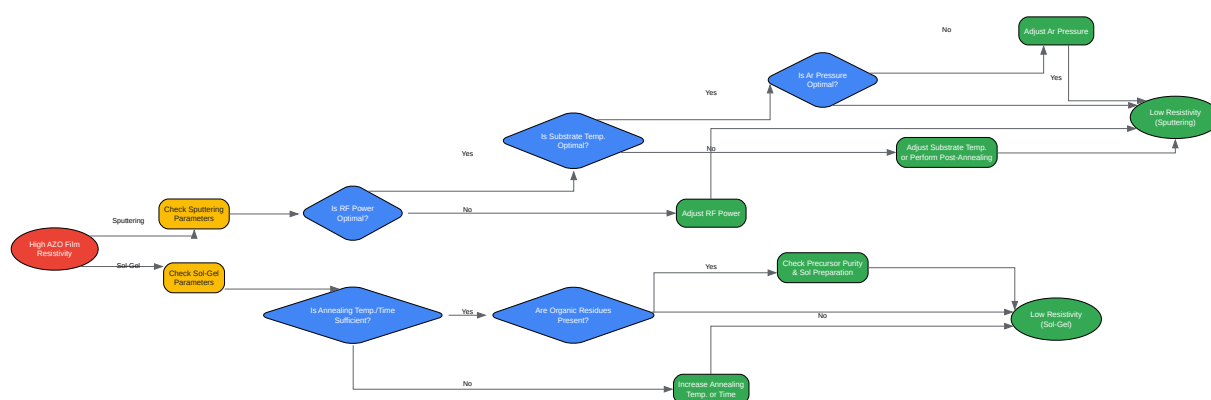 No
Adjust Ar Pressure
Is Ar Pressure
Optimal?
Yes
Yes
Low Resistivity
(Sputtering)
Is Substrate Temp.
Optimal?
No
Adjust Substrate Temp.
or Perform Post-Annealing
Yes
Check Sputtering
Parameters
Is RF Power
Optimal?
No
Adjust RF Power
Sputtering
High AZO Film
Resistivity
Sol-Gel
Check Sol-Gel
Parameters
Yes
Check Precursor Purity
& Sol Preparation
Is Annealing Temp./Time
Sufficient?
Yes
Are Organic Residues
Present?
No
Low Resistivity
(Sol-Gel)
No
Increase Annealing
Temp. or Time